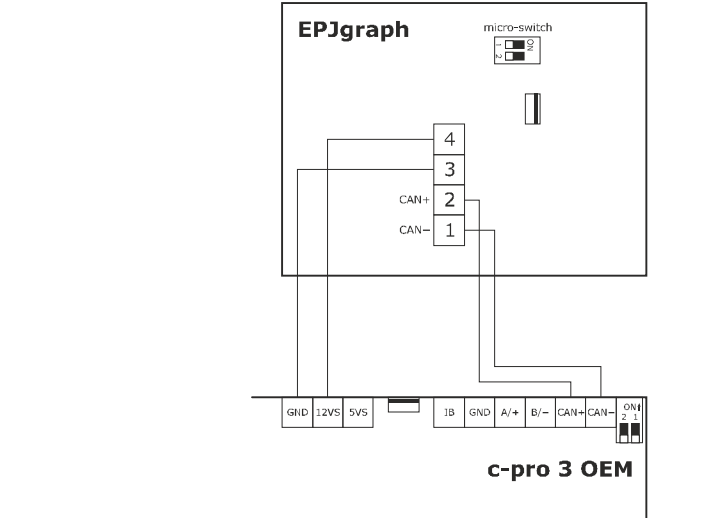 EPJgraph
micro-switch
1
2
ON
4
3
CAN+ 2
CAN− 1
GND 12VS 5VS IB GND A/+ B/− CAN+ CAN− ON↑
2 1
c-pro 3 OEM